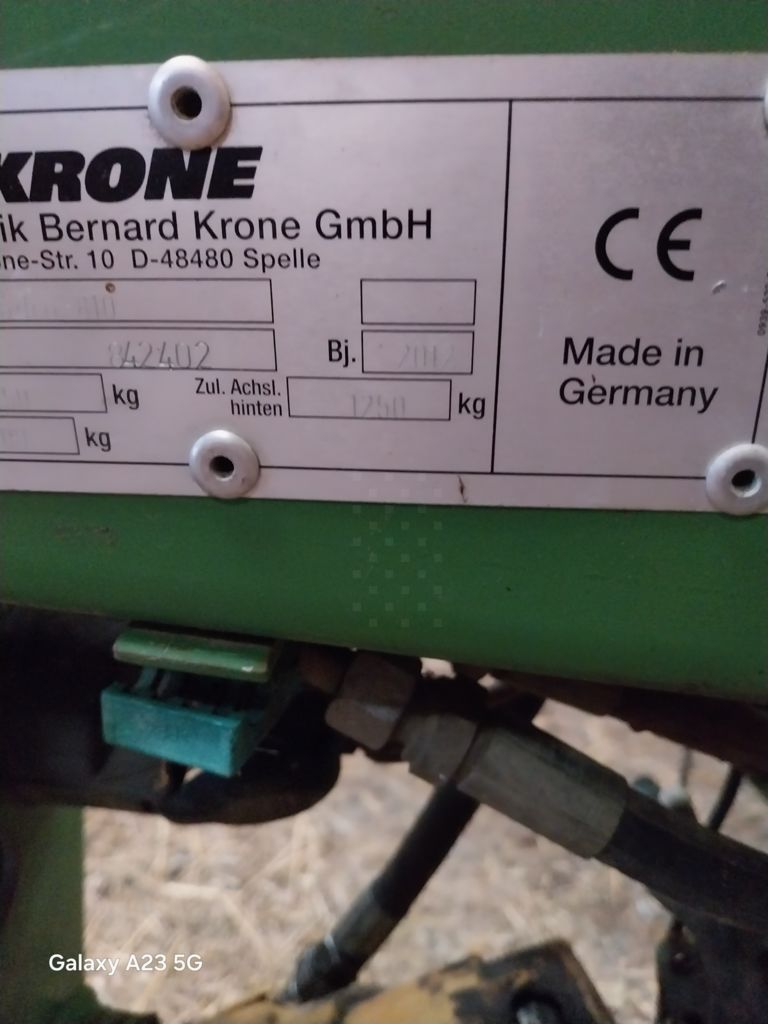 KRONE
ik Bernard Krone GmbH
ne-Str. 10 D-48480 Spelle
810
842402
Bj.
kg
Zul. Achsl.
hinten
1250
kg
kg
CE
Made in
Germany
Galaxy A23 5G